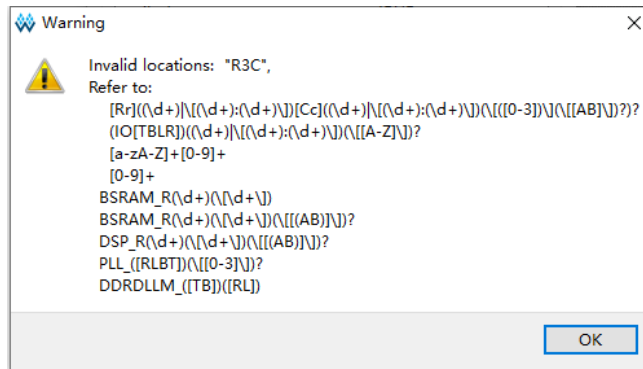 Warning
Invalid locations: "R3C",
Refer to:
[Rr]((\d+)|\[(\d+):(\d+)\])[Cc]((\d+)|\[(\d+):(\d+)\])(\[([0-3])\](\[[AB]\])?)?
(IO[TBLR])((\d+)|\[(\d+):(\d+)\])(\[[A-Z]\])?
[a-zA-Z]+[0-9]+
[0-9]+
BSRAM_R(\d+)(\[\d+\])
BSRAM_R(\d+)(\[\d+\])(\[[(AB)]\])?
DSP_R(\d+)(\[\d+\])(\[[(AB)]\])?
PLL_([RLBT])(\[[0-3]\])?
DDRDLLM_([TB])([RL])
OK